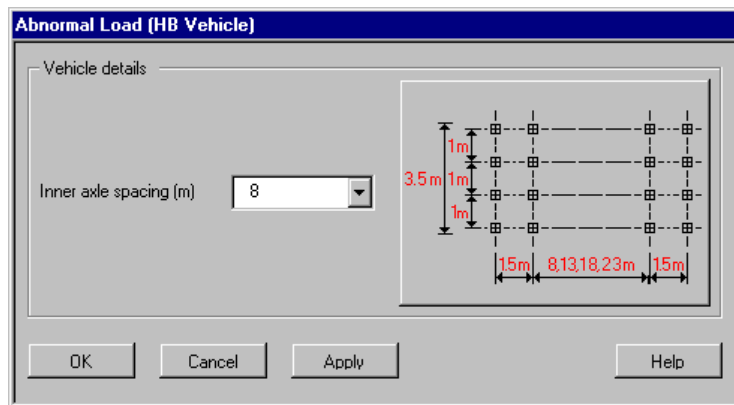 Abnormal Load (HB Vehicle)
Vehicle details
Inner axle spacing (m)
8
1m
3.5m
1m
1m
1.5m
8,13,18,23m
1.5m
OK
Cancel
Apply
Help